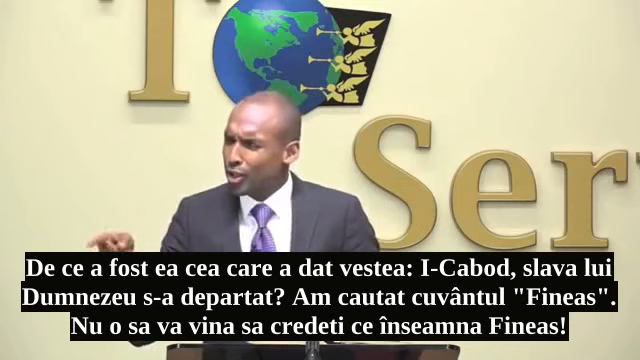 T
Ser
De ce a fost ea cea care a dat vestea: I-Cabod, slava lui
Dumnezeu s-a departat? Am cautat cuvântul "Fineas".
Nu o sa va vina sa credeti ce înseamna Fineas!